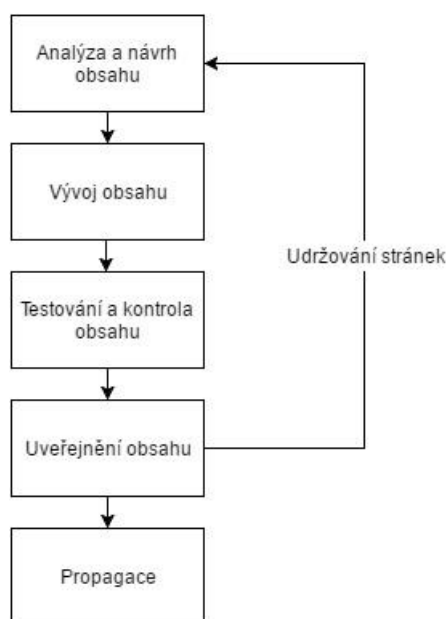 Analýza a návrh
obsahu
Vývoj obsahu
Testování a kontrola
obsahu
Udržování stránek
Uveřejnění obsahu
Propagace